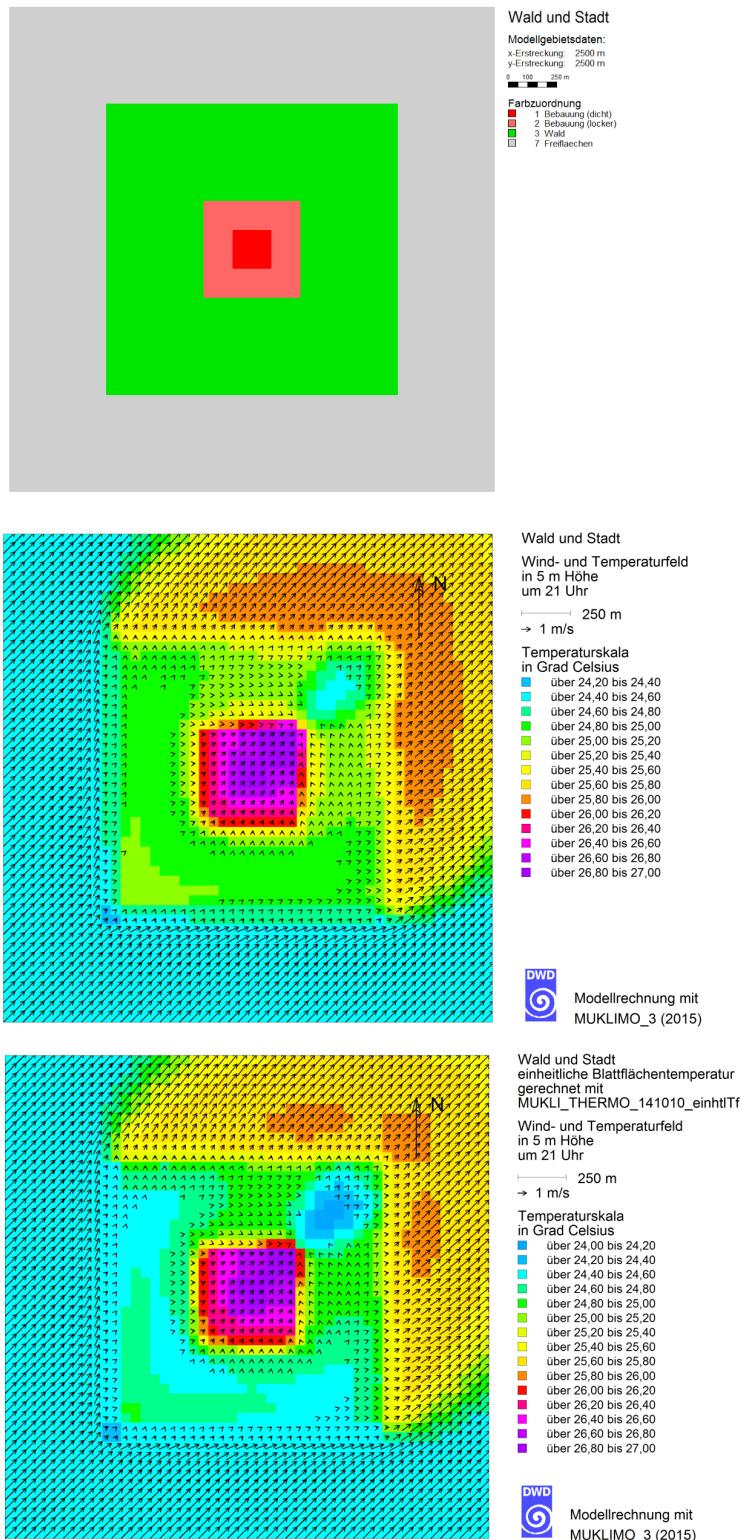 Wald und Stadt
Modellgebietsdaten:
x-Erstreckung: 2500 m
y-Erstreckung: 2500 m
0 100 250 m
Farbzuordnung
1 Bebauung (dicht)
2 Bebauung (locker)
3 Wald
7 Freiflaechen
N
Wald und Stadt
Wind- und Temperaturfeld
in 5 m Höhe
um 21 Uhr
250 m
1 m/s
Temperaturskala
in Grad Celsius
über 24,20 bis 24,40
über 24,40 bis 24,60
über 24,60 bis 24,80
über 24,80 bis 25,00
über 25,00 bis 25,20
über 25,20 bis 25,40
über 25,40 bis 25,60
über 25,60 bis 25,80
über 25,80 bis 26,00
über 26,00 bis 26,20
über 26,20 bis 26,40
über 26,40 bis 26,60
über 26,60 bis 26,80
über 26,80 bis 27,00
DWD
Modellrechnung mit
MUKLIMO_3 (2015)
N
Wald und Stadt
einheitliche Blattflächentemperatur
gerechnet mit
MUKLI_THERMO_141010_einhtlTf
Wind- und Temperaturfeld
in 5 m Höhe
um 21 Uhr
250 m
1 m/s
Temperaturskala
in Grad Celsius
über 24,00 bis 24,20
über 24,20 bis 24,40
über 24,40 bis 24,60
über 24,60 bis 24,80
über 24,80 bis 25,00
über 25,00 bis 25,20
über 25,20 bis 25,40
über 25,40 bis 25,60
über 25,60 bis 25,80
über 25,80 bis 26,00
über 26,00 bis 26,20
über 26,20 bis 26,40
über 26,40 bis 26,60
über 26,60 bis 26,80
über 26,80 bis 27,00
DWD
Modellrechnung mit
MUKLIMO_3 (2015)